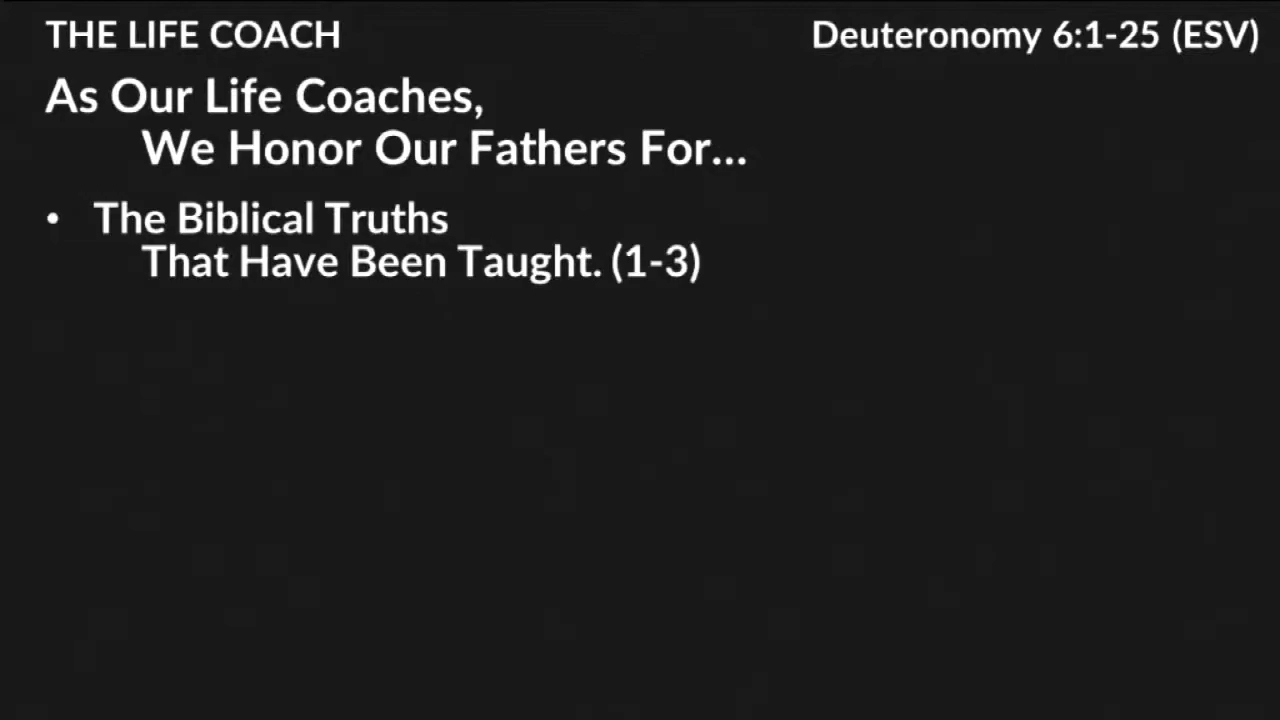 THE LIFE COACH
Deuteronomy 6:1-25 (ESV)
As Our Life Coaches,
We Honor Our Fathers For...
• The Biblical Truths
That Have Been Taught. (1-3)